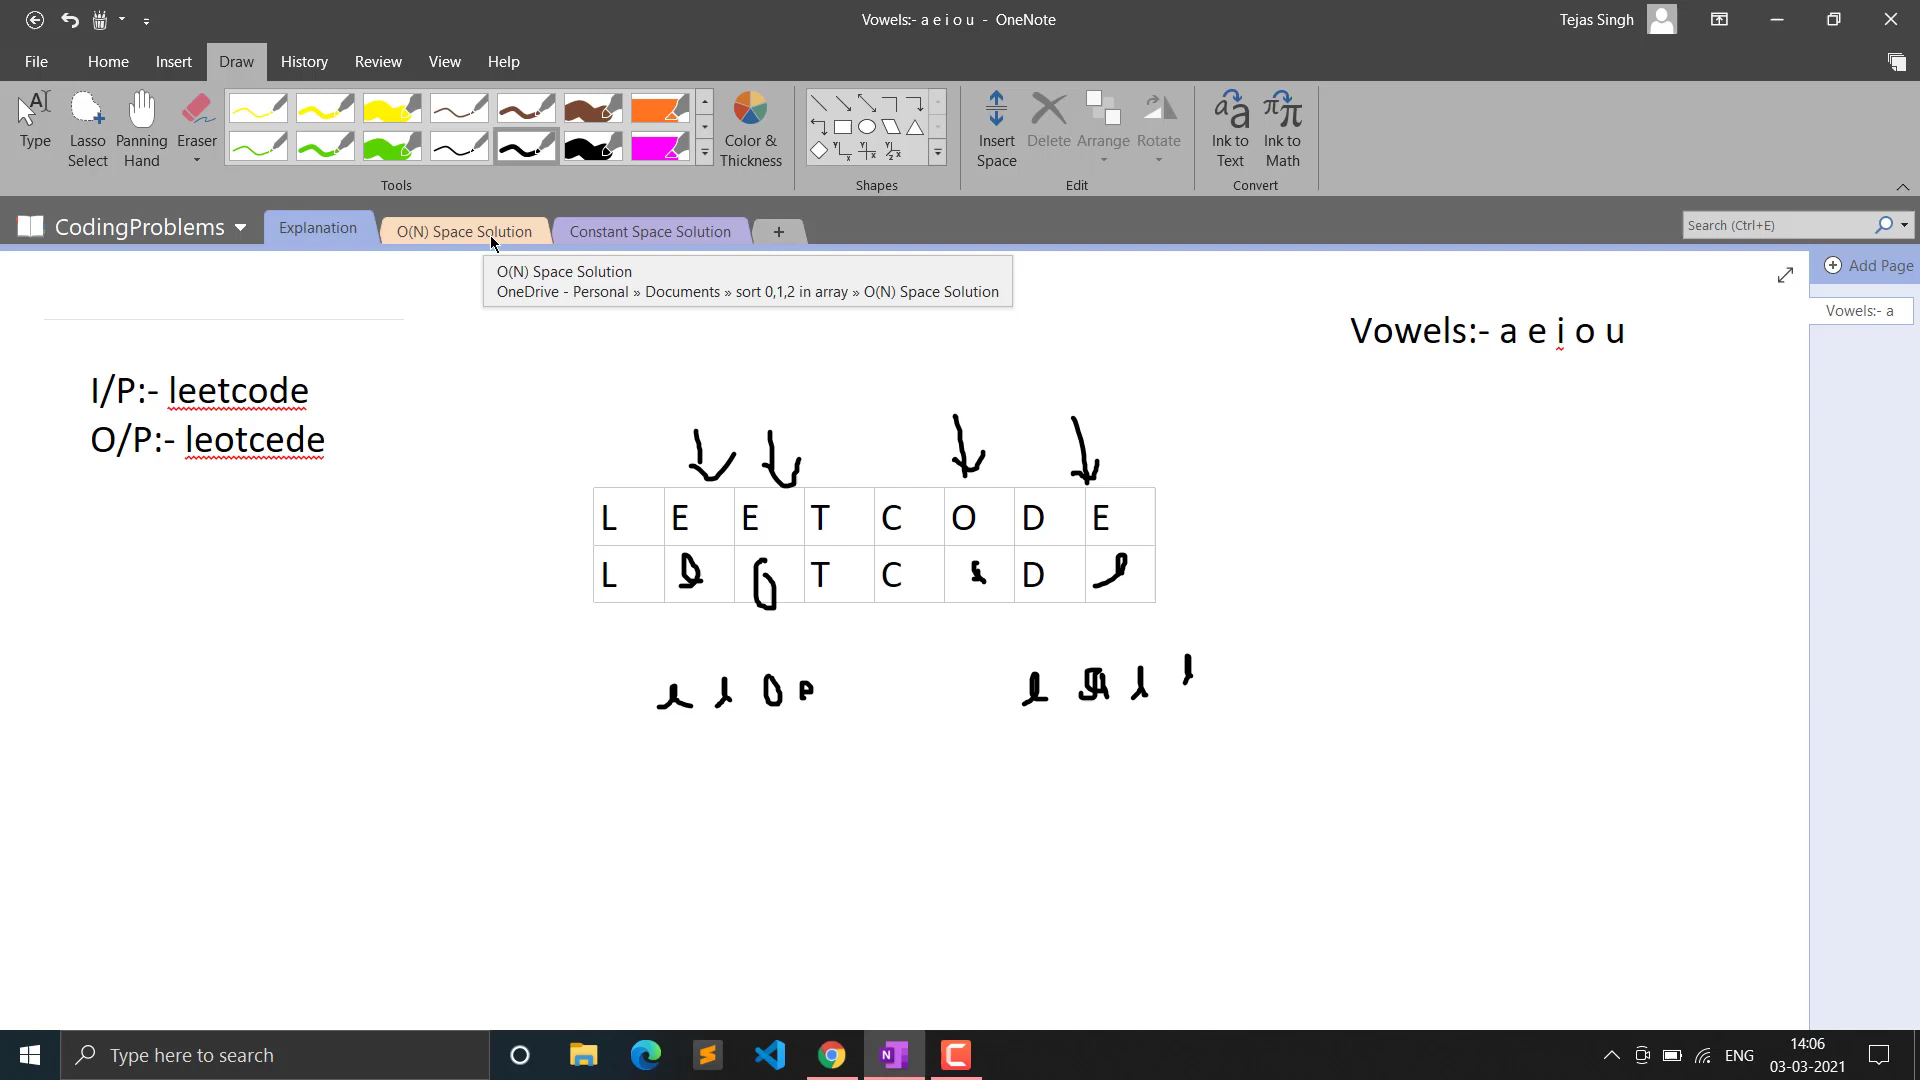 Vowels:- a e i o u - OneNote
Tejas Singh
File Home Insert Draw History Review View Help
Type
Lasso Select
Panning Hand
Eraser
Color & Thickness
Insert Space
Delete
Arrange
Rotate
Ink to Text
Ink to Math
Tools
Shapes
Edit
Convert
CodingProblems
Explanation
O(N) Space Solution
Constant Space Solution
Search (Ctrl+E)
O(N) Space Solution
OneDrive - Personal » Documents » sort 0,1,2 in array » O(N) Space Solution
Add Page
Vowels:- a
Vowels:- a e i o u
I/P:- leetcode
O/P:- leotcede
L E E T C O D E
L e O T C e D e
Type here to search
ENG
14:06
03-03-2021